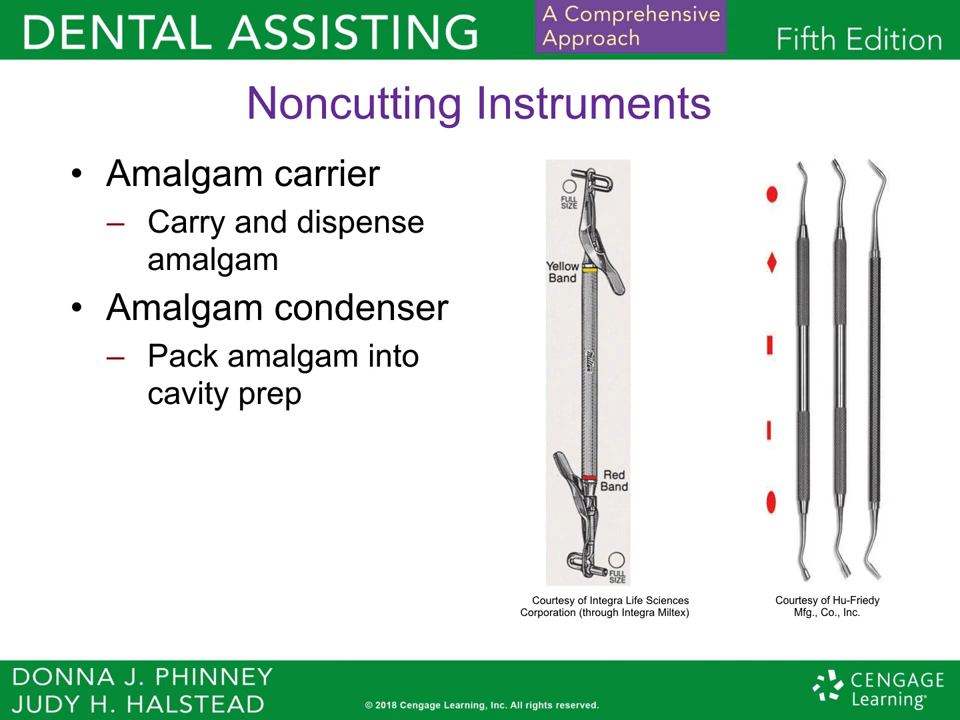 DENTAL ASSISTING
A Comprehensive
Approach
Fifth Edition
Noncutting Instruments
• Amalgam carrier
– Carry and dispense
amalgam
• Amalgam condenser
– Pack amalgam into
cavity prep
FULL
SIZE
Yellow
Band
Miltex
Red
Band
FULL
SIZE
Courtesy of Integra Life Sciences
Corporation (through Integra Miltex)
Courtesy of Hu-Friedy
Mfg., Co., Inc.
DONNA J. PHINNEY
JUDY H. HALSTEAD
© 2018 Cengage Learning, Inc. All rights reserved.
CENGAGE
Learning®